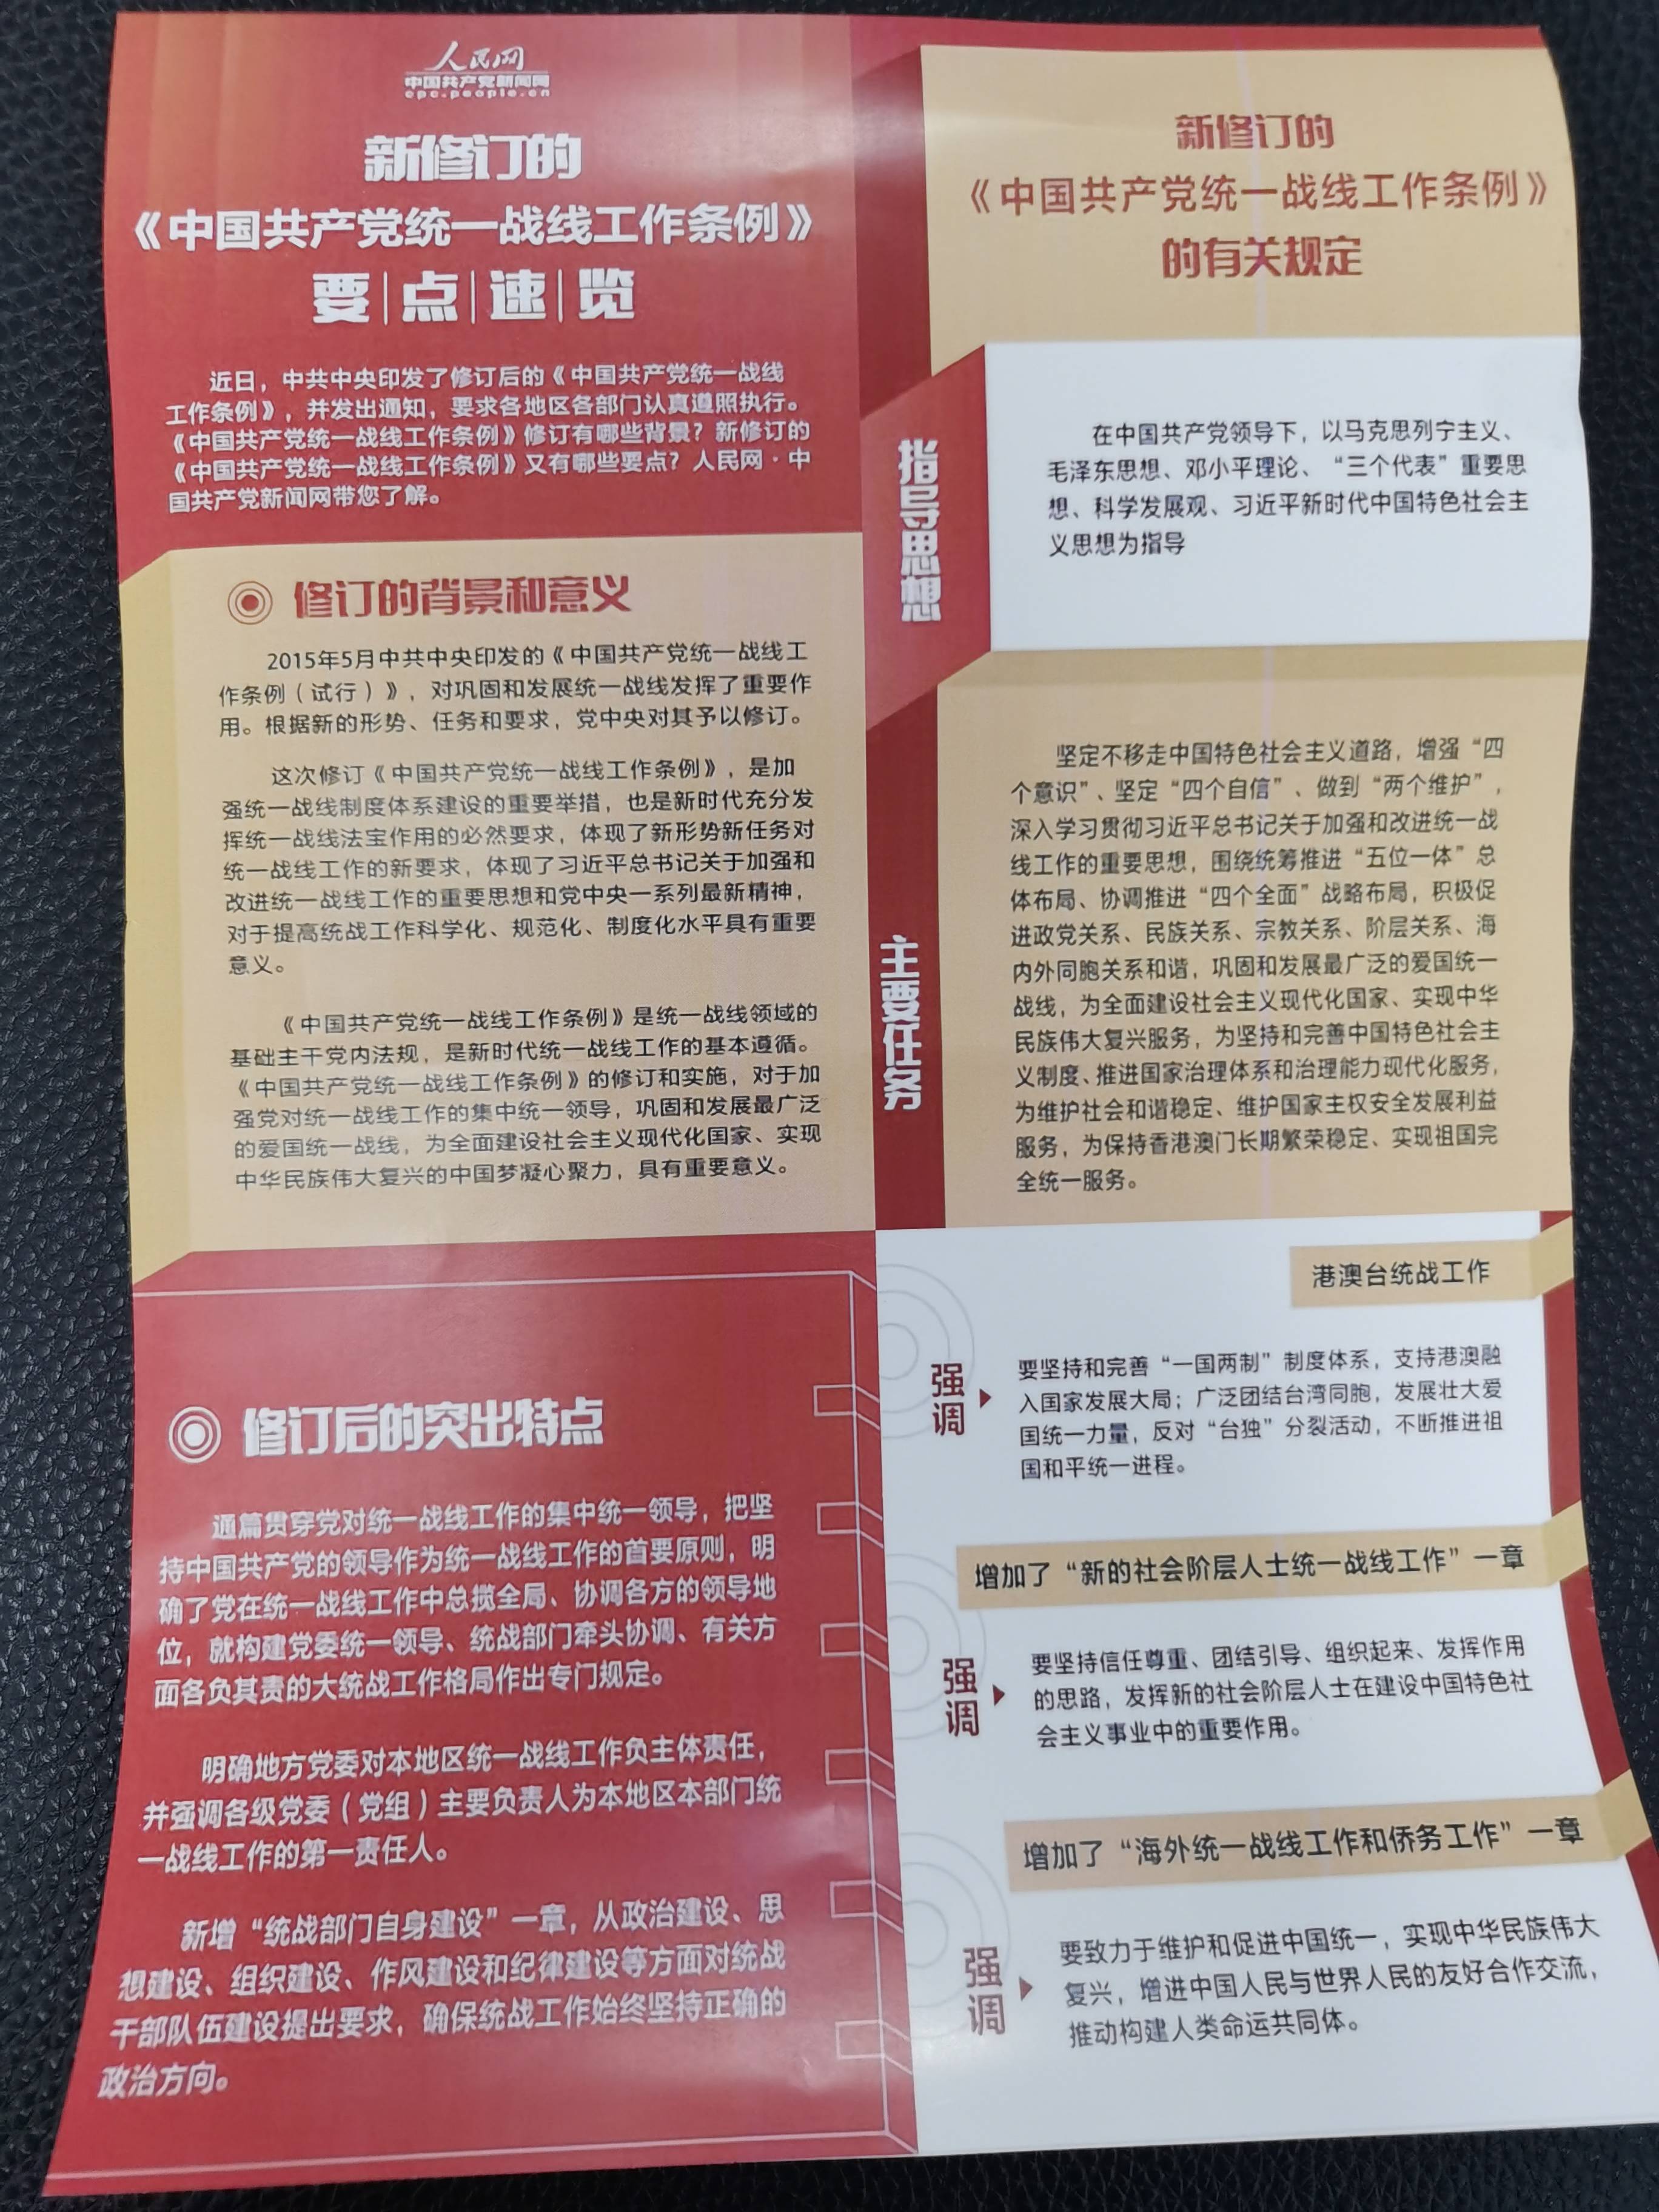 人民网
中国共产党新闻网
cpc.people.cn
新修订的
《中国共产党统一战线工作条例》
要点速览
近日，中共中央印发了修订后的《中国共产党统一战线
工作条例》，并发出通知，要求各地区各部门认真遵照执行。
《中国共产党统一战线工作条例》修订有哪些背景？新修订的
《中国共产党统一战线工作条例》又有哪些要点？人民网·中
国共产党新闻网带您了解。
修订的背景和意义
2015年5月中共中央印发的《中国共产党统一战线工
作条例（试行）》，对巩固和发展统一战线发挥了重要作
用。根据新的形势、任务和要求，党中央对其予以修订。
这次修订《中国共产党统一战线工作条例》，是加
强统一战线制度体系建设的重要举措，也是新时代充分发
挥统一战线法宝作用的必然要求，体现了新形势新任务对
统一战线工作的新要求，体现了习近平总书记关于加强和
改进统一战线工作的重要思想和党中央一系列最新精神，
对于提高统战工作科学化、规范化、制度化水平具有重要
意义。
《中国共产党统一战线工作条例》是统一战线领域的
基础主干党内法规，是新时代统一战线工作的基本遵循。
《中国共产党统一战线工作条例》的修订和实施，对于加
强党对统一战线工作的集中统一领导，巩固和发展最广泛
的爱国统一战线，为全面建设社会主义现代化国家、实现
中华民族伟大复兴的中国梦凝心聚力，具有重要意义。
修订后的突出特点
通篇贯穿党对统一战线工作的集中统一领导，把坚
持中国共产党的领导作为统一战线工作的首要原则，明
确了党在统一战线工作中总揽全局、协调各方的领导地
位，就构建党委统一领导、统战部门牵头协调、有关方
面各负其责的大统战工作格局作出专门规定。
明确地方党委对本地区统一战线工作负主体责任，
并强调各级党委（党组）主要负责人为本地区本部门统
一战线工作的第一责任人。
新增“统战部门自身建设”一章，从政治建设、思
想建设、组织建设、作风建设和纪律建设等方面对统战
干部队伍建设提出要求，确保统战工作始终坚持正确的
政治方向。
新修订的
《中国共产党统一战线工作条例》
的有关规定
指导思想
在中国共产党领导下，以马克思列宁主义、
毛泽东思想、邓小平理论、“三个代表”重要思
想、科学发展观、习近平新时代中国特色社会主
义思想为指导
主要任务
坚定不移走中国特色社会主义道路，增强“四
个意识”、坚定“四个自信”、做到“两个维护”，
深入学习贯彻习近平总书记关于加强和改进统一战
线工作的重要思想，围绕统筹推进“五位一体”总
体布局、协调推进“四个全面”战略布局，积极促
进政党关系、民族关系、宗教关系、阶层关系、海
内外同胞关系和谐，巩固和发展最广泛的爱国统一
战线，为全面建设社会主义现代化国家、实现中华
民族伟大复兴服务，为坚持和完善中国特色社会主
义制度、推进国家治理体系和治理能力现代化服务，
为维护社会和谐稳定、维护国家主权安全发展利益
服务，为保持香港澳门长期繁荣稳定、实现祖国完
全统一服务。
港澳台统战工作
强调
要坚持和完善“一国两制”制度体系，支持港澳融
入国家发展大局；广泛团结台湾同胞，发展壮大爱
国统一力量，反对“台独”分裂活动，不断推进祖
国和平统一进程。
增加了“新的社会阶层人士统一战线工作”一章
强调
要坚持信任尊重、团结引导、组织起来、发挥作用
的思路，发挥新的社会阶层人士在建设中国特色社
会主义事业中的重要作用。
增加了“海外统一战线工作和侨务工作”一章
强调
要致力于维护和促进中国统一，实现中华民族伟大
复兴，增进中国人民与世界人民的友好合作交流，
推动构建人类命运共同体。